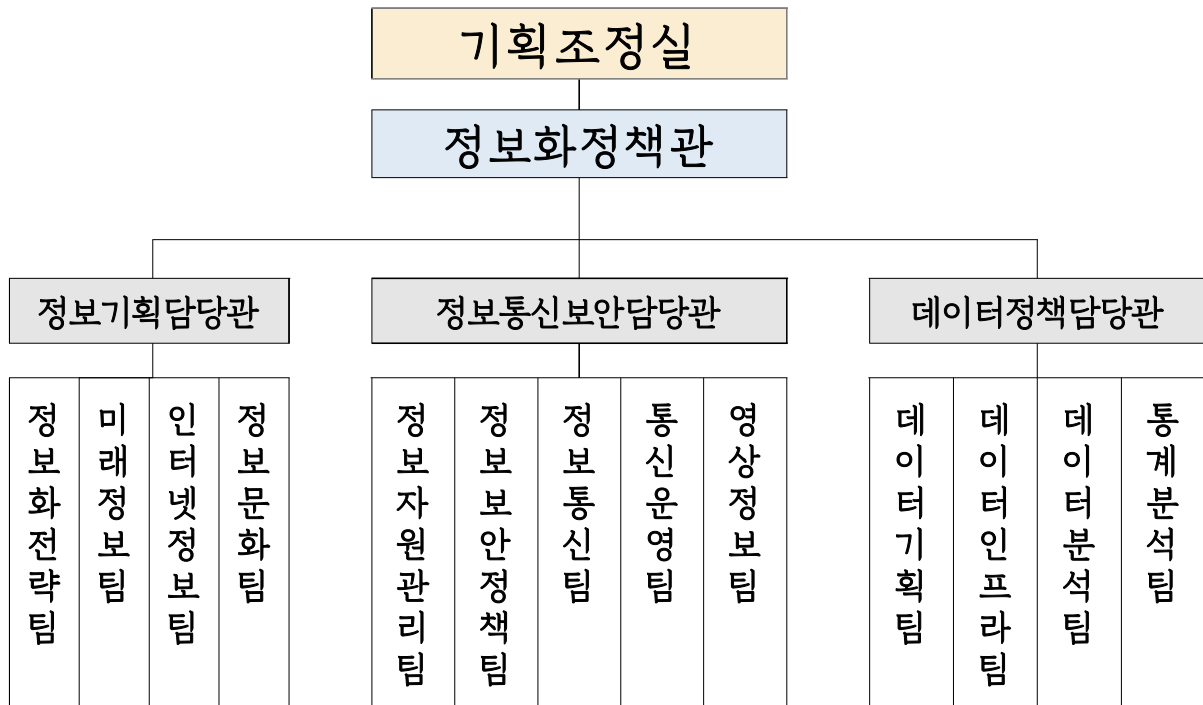 기획조정실
정보화정책관
정보기획담당관
정보통신보안담당관
데이터정책담당관
정보화전략팀
미래정보팀
인터넷정보팀
정보문화팀
정보자원관리팀
정보보안정책팀
정보통신팀
통신운영팀
영상정보팀
데이터기획팀
데이터인프라팀
데이터분석팀
통계분석팀